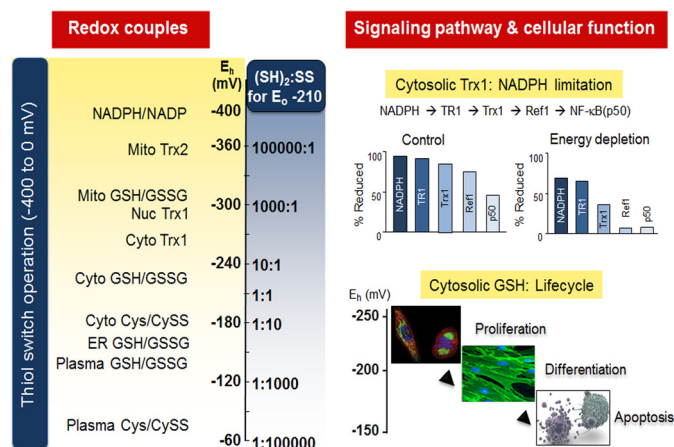 Redox couples
Signaling pathway & cellular function
Thiol switch operation (-400 to 0 mV)
Eh
(mV)
(SH)2:SS
for Eo -210
NADPH/NADP
-400
Mito Trx2
-360
100000:1
Mito GSH/GSSG
-300
1000:1
Nuc Trx1
Cyto Trx1
-240
10:1
Cyto GSH/GSSG
1:1
Cyto Cys/CySS
-180
1:10
ER GSH/GSSG
Plasma GSH/GSSG
-120
1:1000
Plasma Cys/CySS
-60
1:100000
Cytosolic Trx1: NADPH limitation
NADPH → TR1 → Trx1 → Ref1 → NF-κB(p50)
Control
% Reduced
100
50
0
NADPH
TR1
Trx1
Ref1
p50
Energy depletion
% Reduced
100
50
0
NADPH
TR1
Trx1
Ref1
p50
Cytosolic GSH: Lifecycle
Eh (mV)
-250
-200
-150
Proliferation
Differentiation
Apoptosis